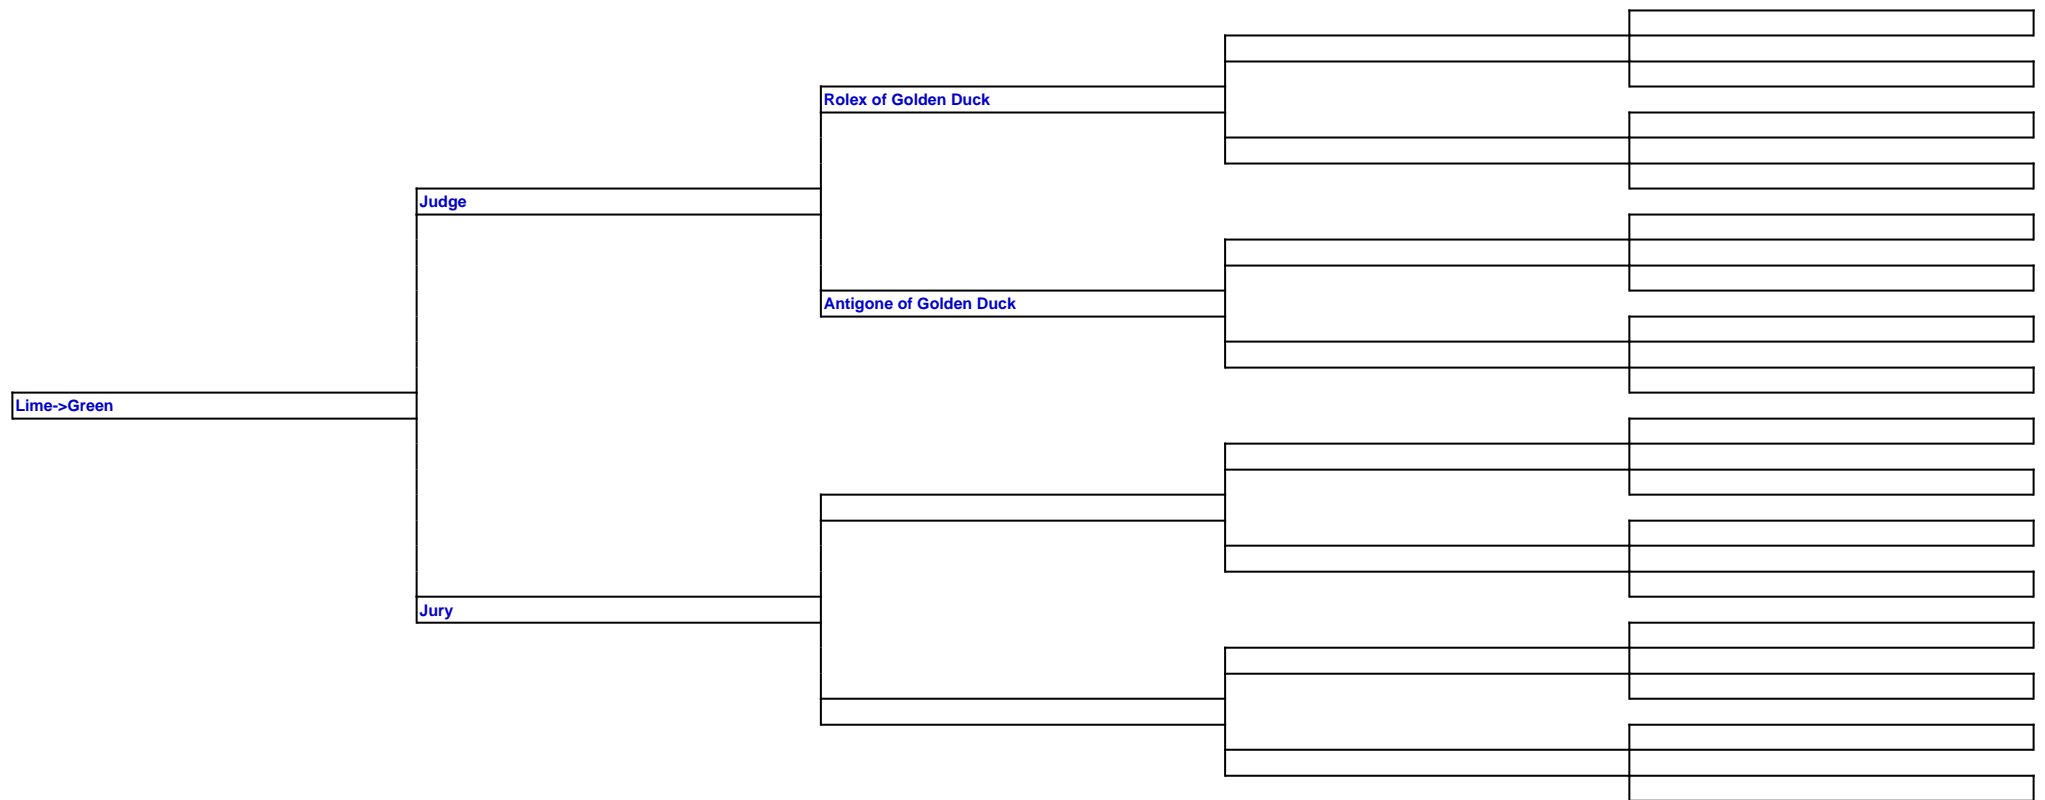 Rolex of Golden Duck
Judge
Antigone of Golden Duck
Lime->Green
Jury